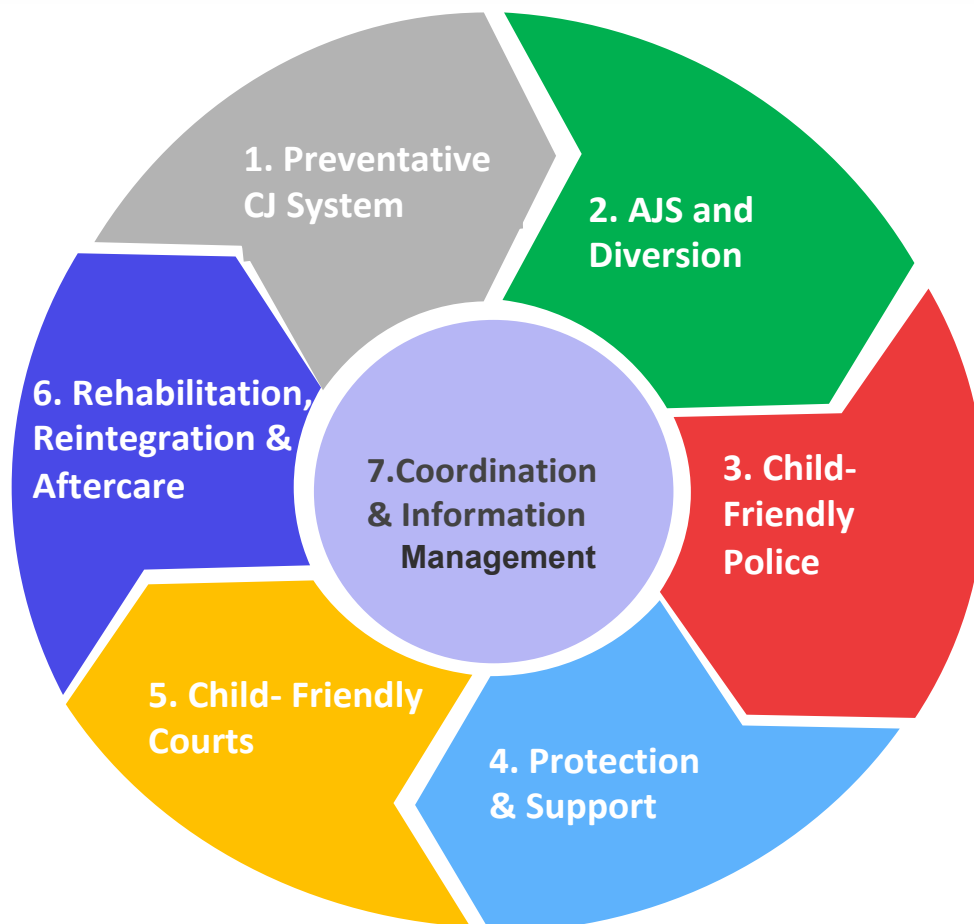 1. Preventative
CJ System
2. AJS and
Diversion
3. Child-
Friendly
Police
4. Protection
& Support
5. Child- Friendly
Courts
6. Rehabilitation,
Reintegration &
Aftercare
7.Coordination
& Information
Management